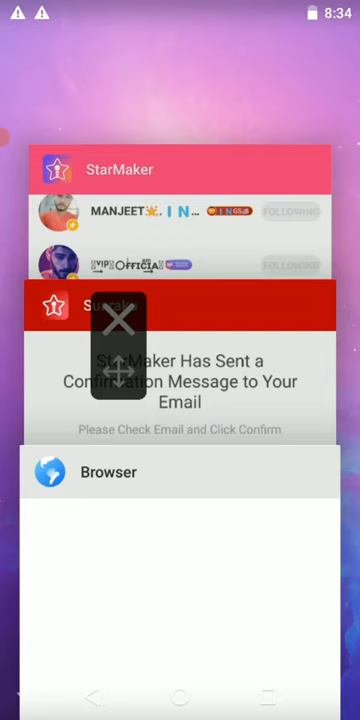 8:34
StarMaker
MANJEET🌟. I N ... FOLLOWING
FOLLOWING
StarMaker Has Sent a
Confirmation Message to Your
Email
Please Check Email and Click Confirm
Browser